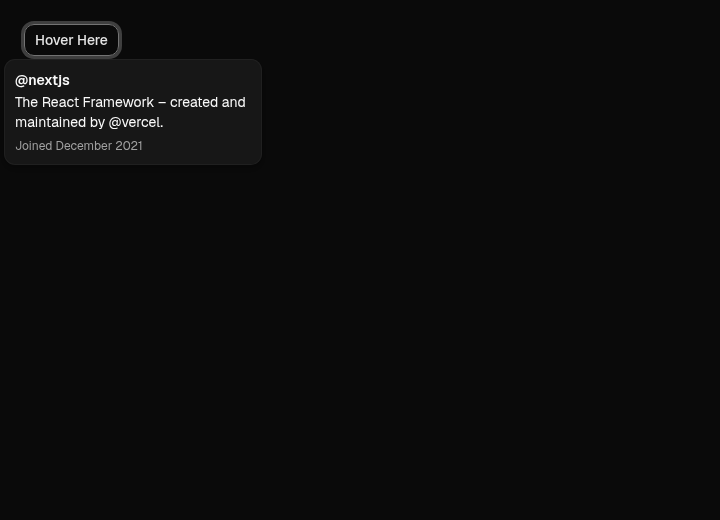 Hover Here
@nextjs
The React Framework – created and
maintained by @vercel.
Joined December 2021